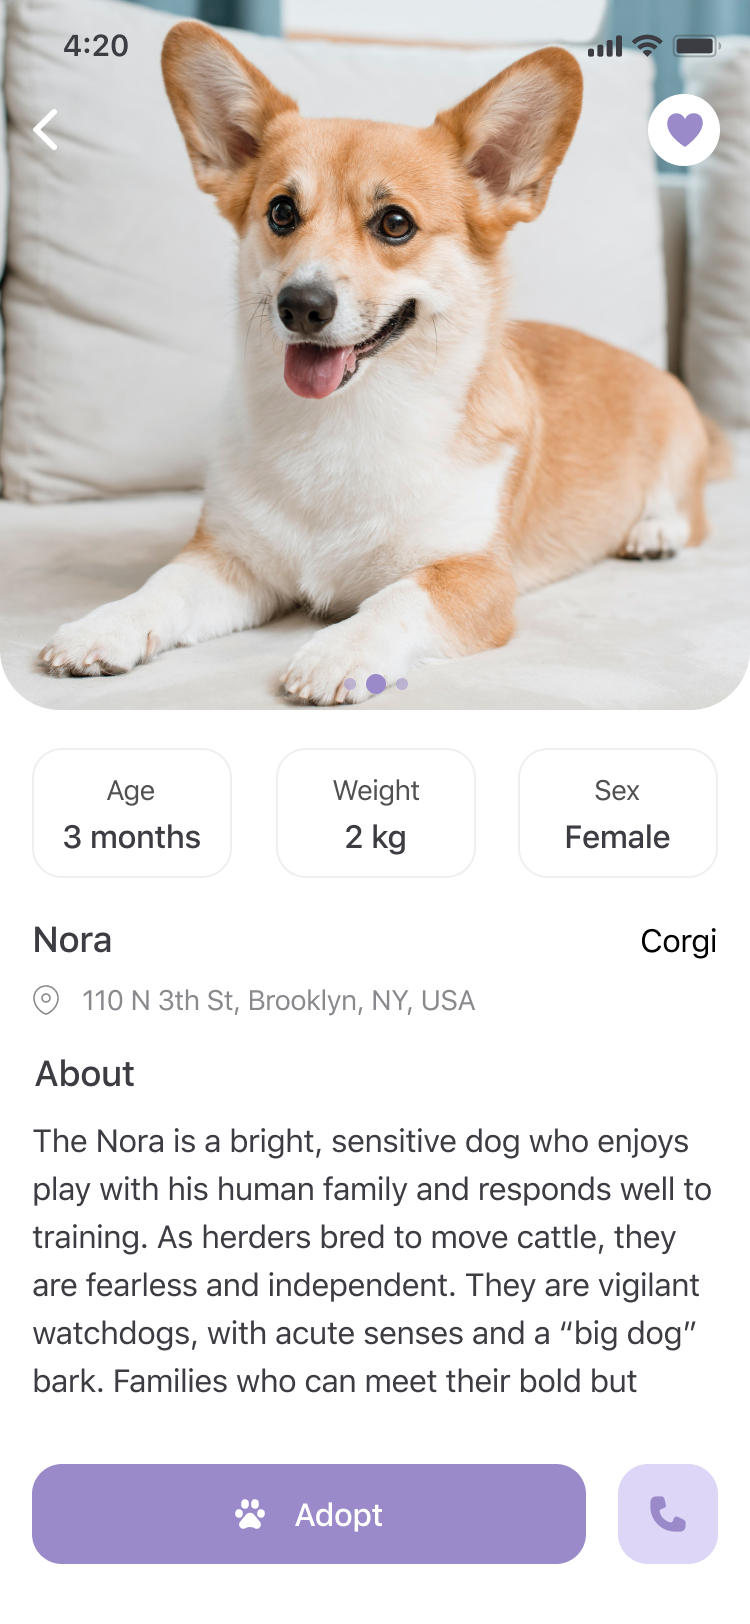 4:20
Age
3 months
Weight
2 kg
Sex
Female
Nora
Corgi
110 N 3th St, Brooklyn, NY, USA
About
The Nora is a bright, sensitive dog who enjoys
play with his human family and responds well to
training. As herders bred to move cattle, they
are fearless and independent. They are vigilant
watchdogs, with acute senses and a “big dog”
bark. Families who can meet their bold but
Adopt